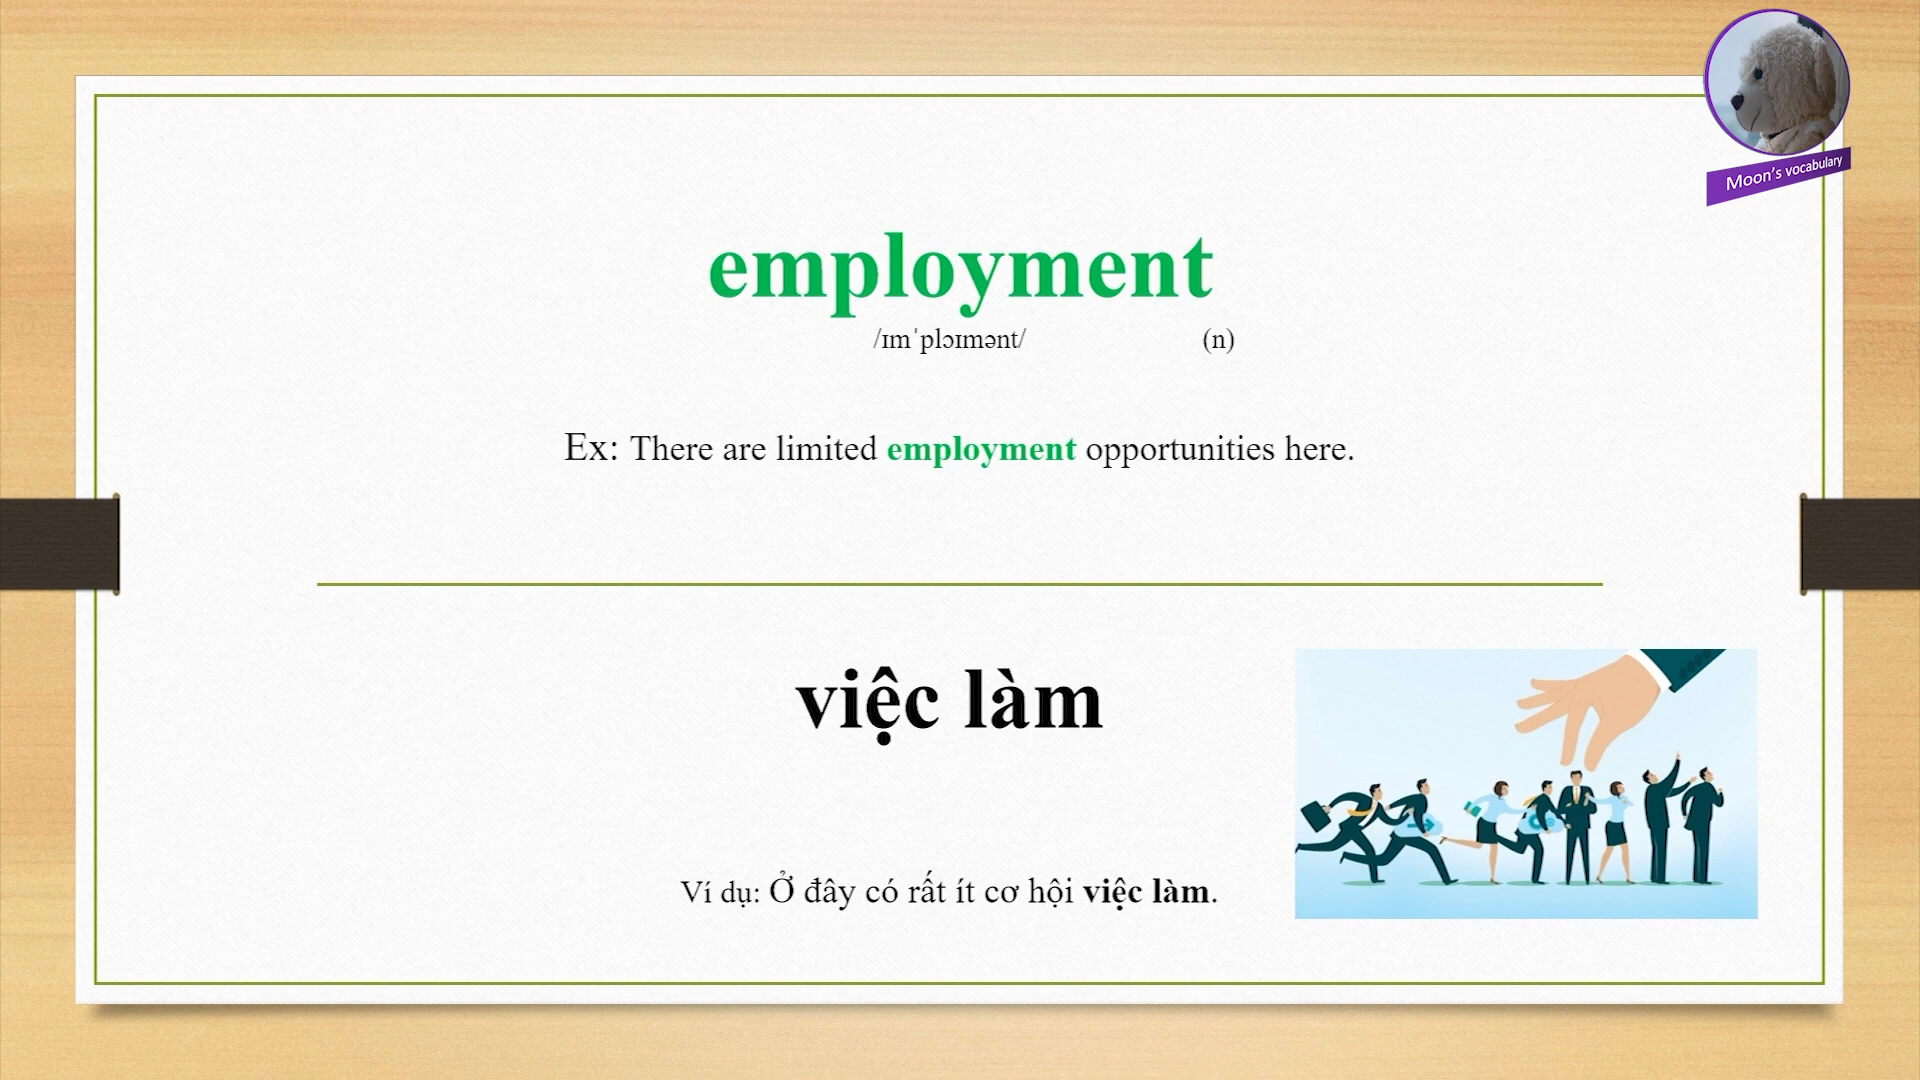 Moon's vocabulary
employment
/ɪmˈplɔɪmənt/ (n)
Ex: There are limited employment opportunities here.
việc làm
Ví dụ: Ở đây có rất ít cơ hội việc làm.